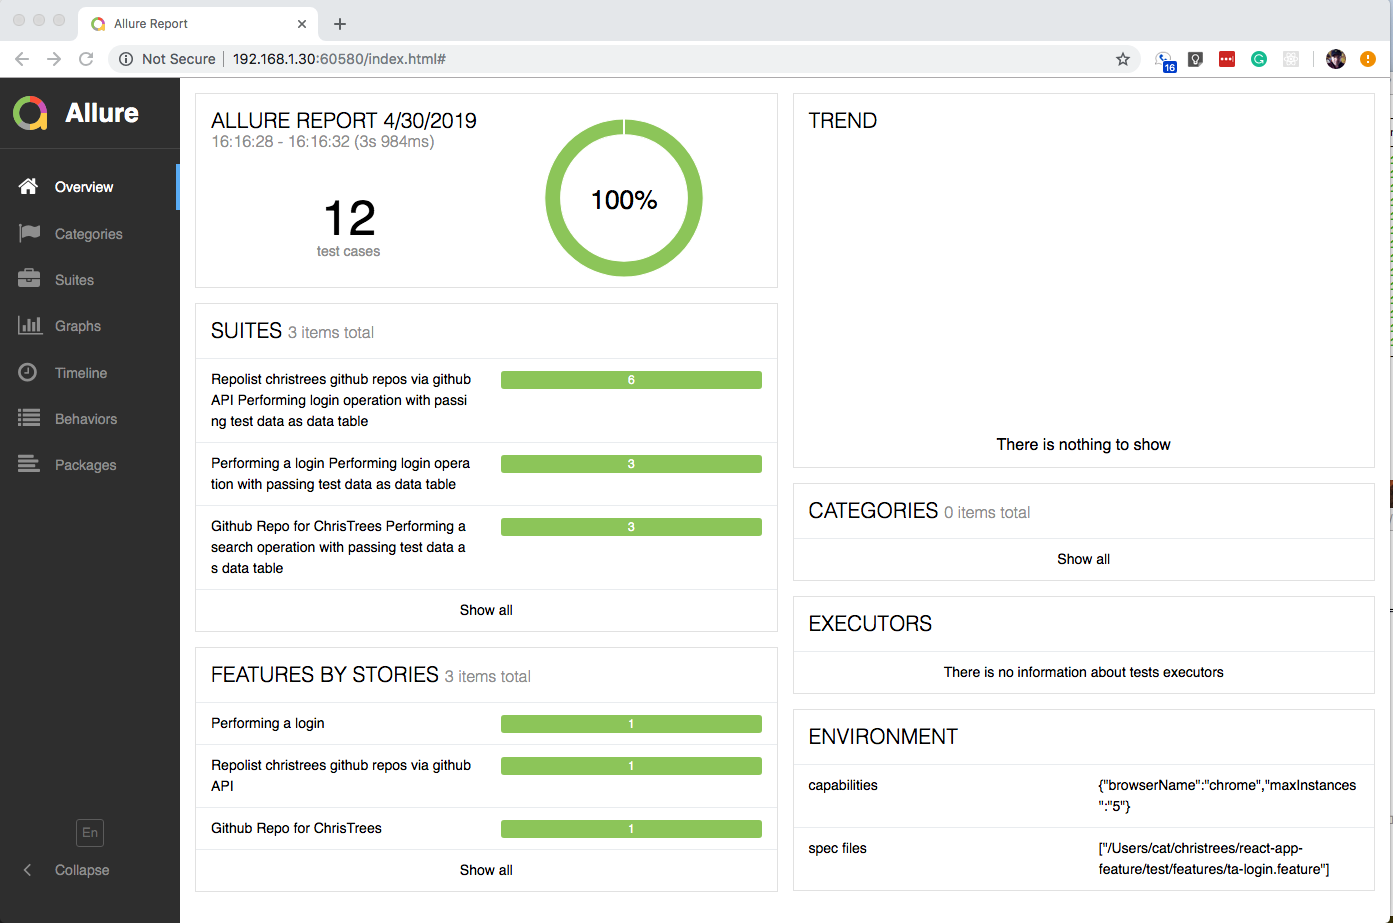 Allure Report
Not Secure
192.168.1.30:60580/index.html#
16
Allure
Overview
Categories
Suites
Graphs
Timeline
Behaviors
Packages
En
Collapse
ALLURE REPORT 4/30/2019
16:16:28 - 16:16:32 (3s 984ms)
12
test cases
100%
SUITES 3 items total
Repolist christrees github repos via github
API Performing login operation with passi
ng test data as data table
6
Performing a login Performing login opera
tion with passing test data as data table
3
Github Repo for ChrisTrees Performing a
search operation with passing test data a
s data table
3
Show all
FEATURES BY STORIES 3 items total
Performing a login
1
Repolist christrees github repos via github
API
1
Github Repo for ChrisTrees
1
Show all
TREND
There is nothing to show
CATEGORIES 0 items total
Show all
EXECUTORS
There is no information about tests executors
ENVIRONMENT
capabilities
{"browserName":"chrome","maxInstances
":"5"}
spec files
["/Users/cat/christrees/react-app-
feature/test/features/ta-login.feature"]